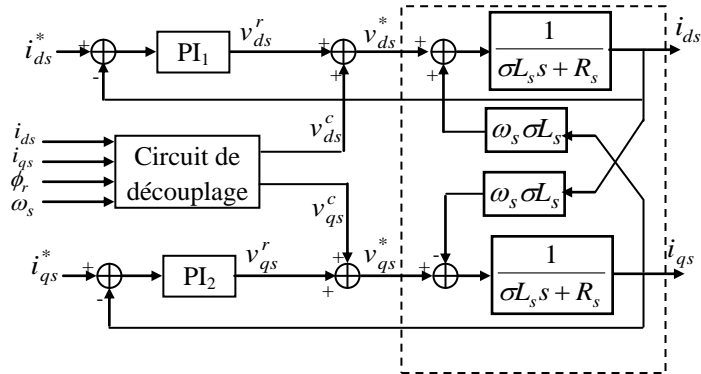 i*ds + - PI₁ vʳds + + v*ds + + 1/(σLₛs + Rₛ) ids
vᶜds
ωₛσLₛ
ids
iqs
ϕr
ωs
Circuit de
découplage
ωₛσLₛ
vᶜqs
i*qs + - PI₂ vʳqs + + v*qs + - 1/(σLₛs + Rₛ) iqs